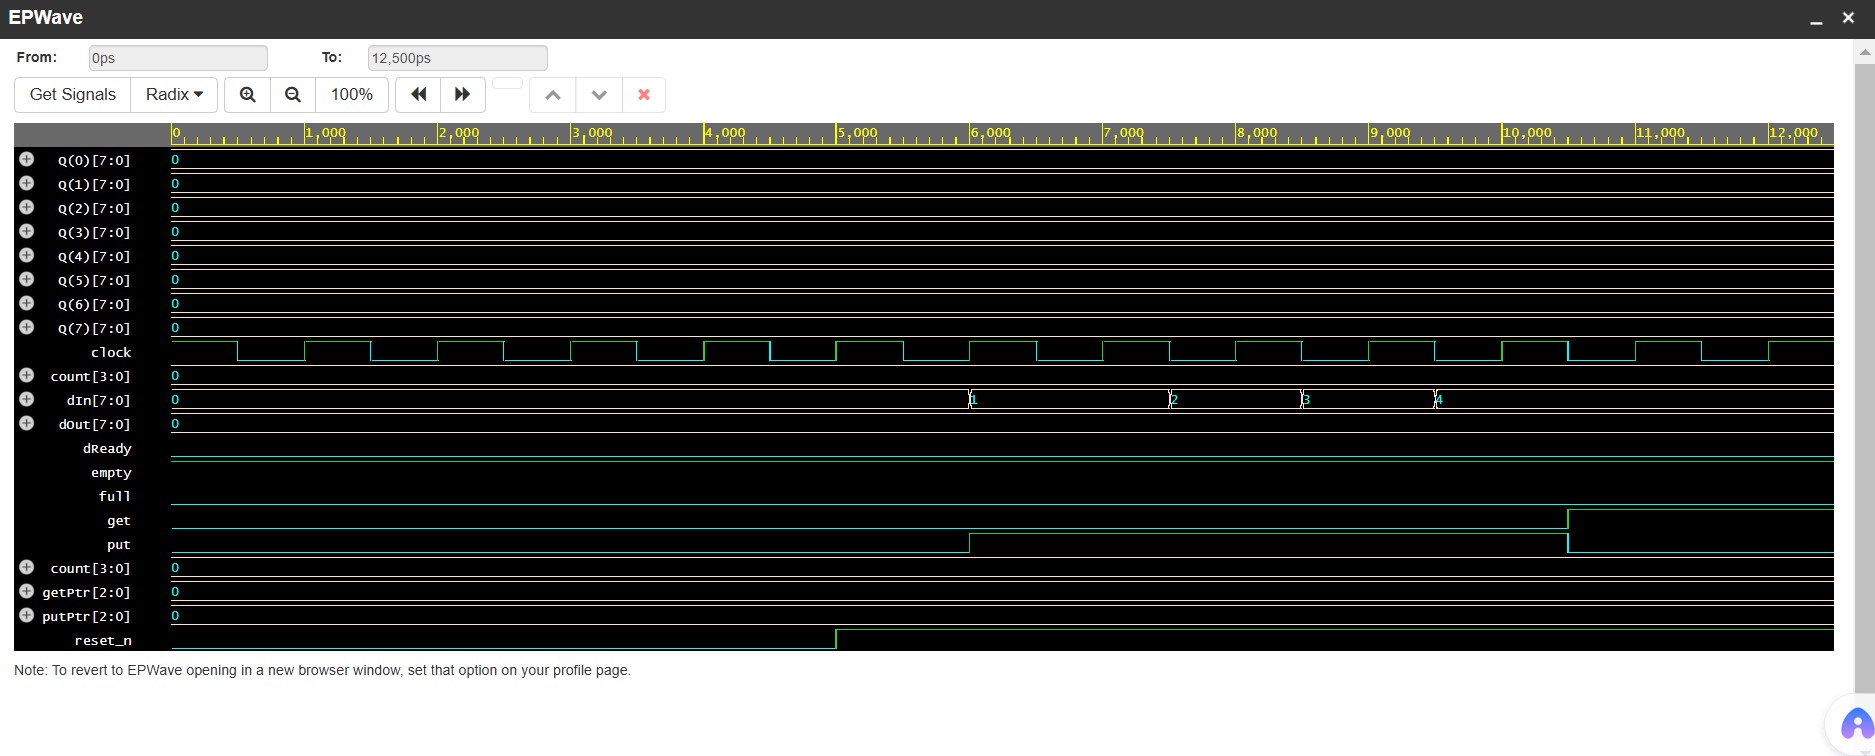 EPWave
From: 0ps To: 12,500ps
Get Signals Radix 100%
0 1,000 2,000 3,000 4,000 5,000 6,000 7,000 8,000 9,000 10,000 11,000 12,000
Q(0)[7:0] 0
Q(1)[7:0] 0
Q(2)[7:0] 0
Q(3)[7:0] 0
Q(4)[7:0] 0
Q(5)[7:0] 0
Q(6)[7:0] 0
Q(7)[7:0] 0
clock
count[3:0] 0
dIn[7:0] 0 1 2 3 4
dOut[7:0] 0
dReady
empty
full
get
put
count[3:0] 0
getPtr[2:0] 0
putPtr[2:0] 0
reset_n
Note: To revert to EPWave opening in a new browser window, set that option on your profile page.